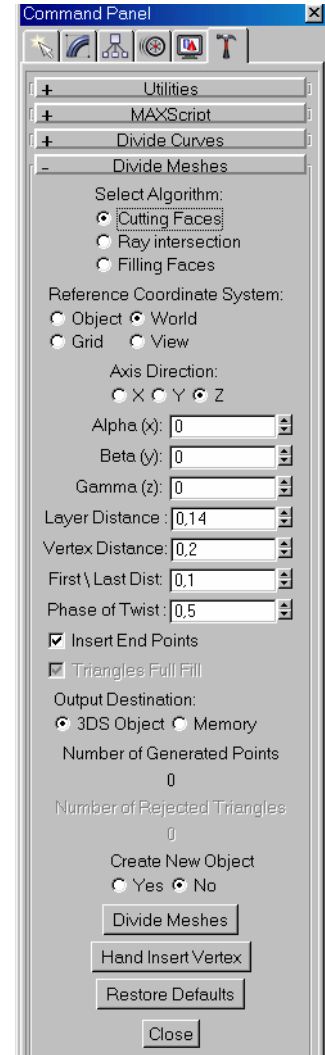 Command Panel
+ Utilities
+ MAXScript
+ Divide Curves
- Divide Meshes
Select Algorithm:
Cutting Faces
Ray intersection
Filling Faces
Reference Coordinate System:
Object World
Grid View
Axis Direction:
X Y Z
Alpha (x): 0
Beta (y): 0
Gamma (z): 0
Layer Distance : 0,14
Vertex Distance: 0,2
First \ Last Dist: 0,1
Phase of Twist : 0,5
Insert End Points
Triangles Full Fill
Output Destination:
3DS Object Memory
Number of Generated Points
0
Number of Rejected Triangles
0
Create New Object
Yes No
Divide Meshes
Hand Insert Vertex
Restore Defaults
Close